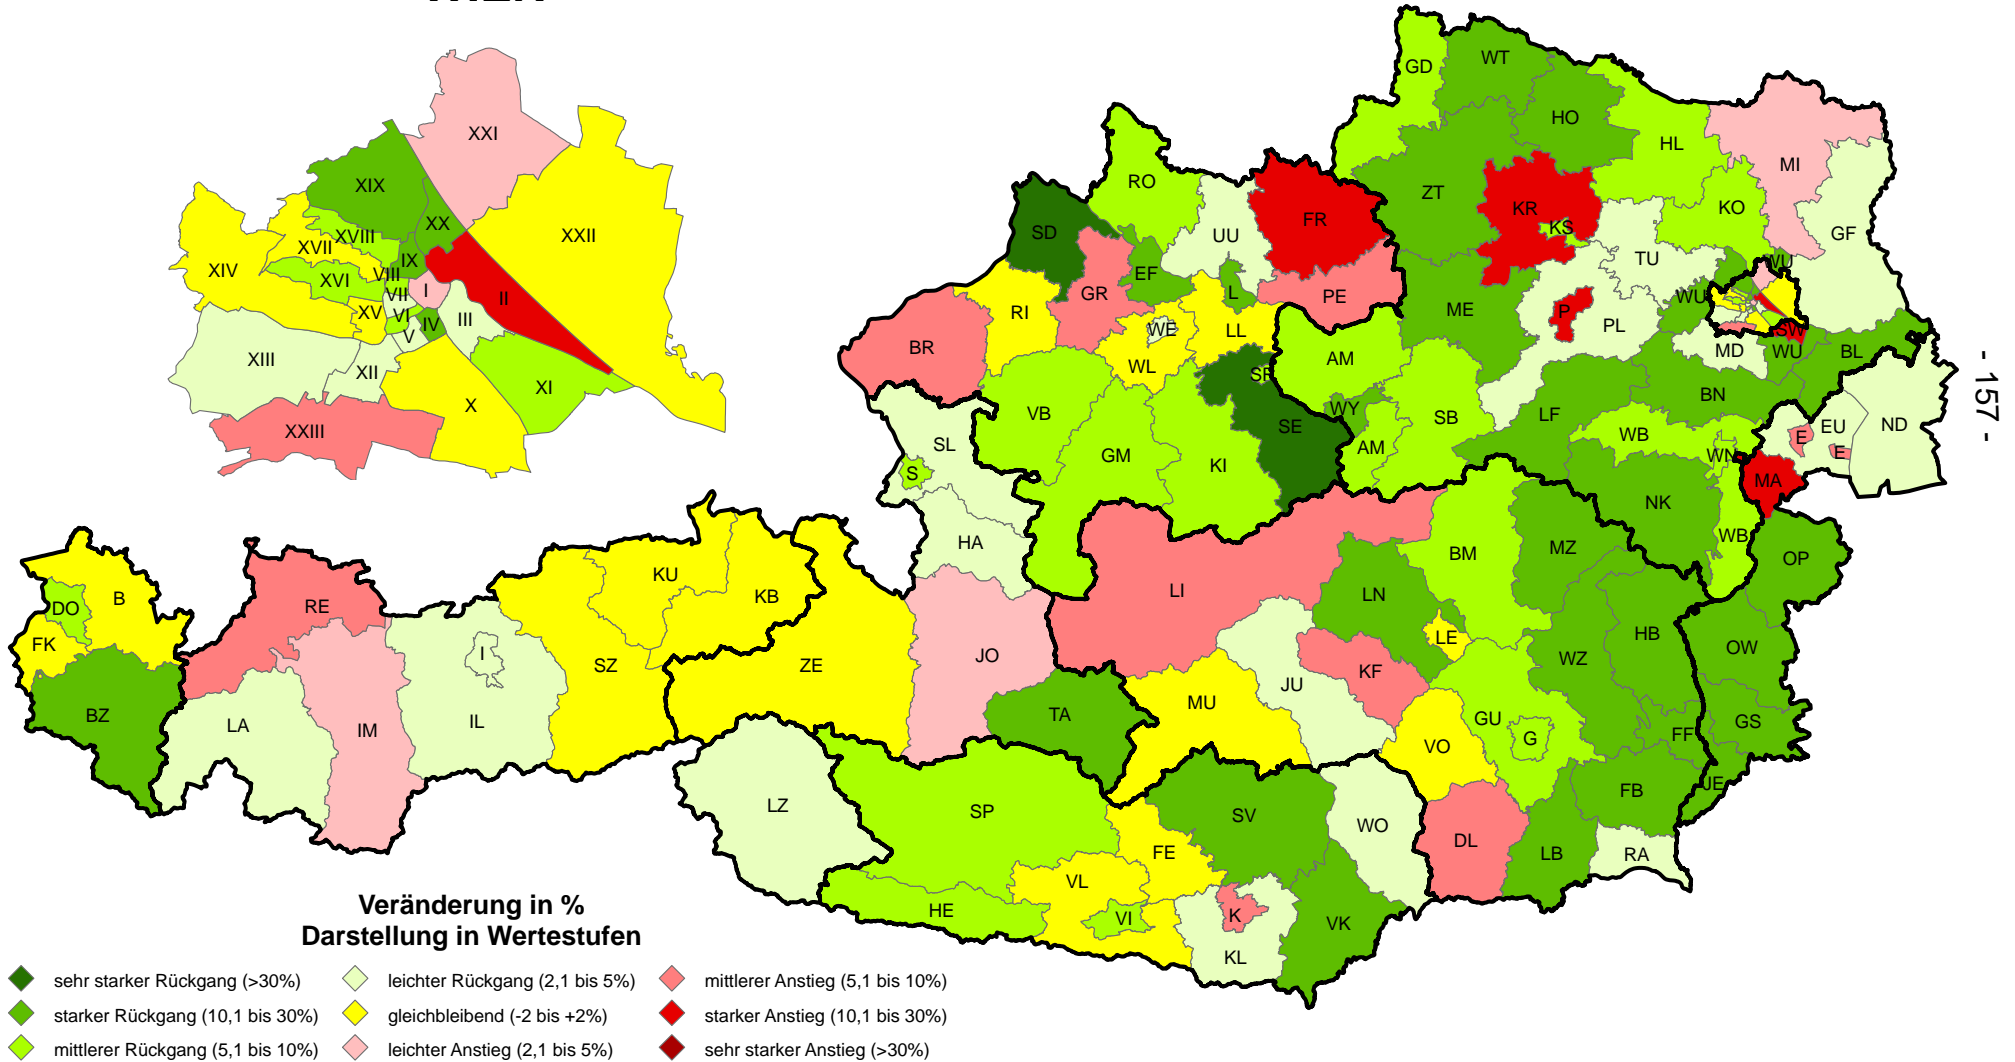 XXI
XIX
XX
XXII
XVIII
XVII
IX
XIV
XVI
VIII
VII
I
II
XV
VI
IV
III
V
XIII
XII
X
XI
XXIII
GD
WT
HO
HL
MI
RO
ZT
KR
KS
KO
GF
SD
UU
FR
TU
WU
EF
GR
L
PE
ME
P
PL
WU
SW
RI
WE
LL
BR
WL
AM
MD
WU
BL
SR
VB
WY
SB
LF
BN
SE
ND
EU
SL
GM
KI
AM
WB
E
WN
E
S
MA
NK
HA
LI
BM
MZ
WB
OP
KU
KB
B
DO
RE
LN
FK
LE
HB
OW
I
SZ
ZE
JO
KF
JU
WZ
BZ
LA
IM
IL
TA
MU
GU
G
VO
FF
GS
LZ
SP
SV
WO
DL
FB
JE
FE
LB
RA
VL
HE
VI
K
VK
KL
- 157 -
Veränderung in %
Darstellung in Wertestufen
sehr starker Rückgang (>30%)
leichter Rückgang (2,1 bis 5%)
mittlerer Anstieg (5,1 bis 10%)
starker Rückgang (10,1 bis 30%)
gleichbleibend (-2 bis +2%)
starker Anstieg (10,1 bis 30%)
mittlerer Rückgang (5,1 bis 10%)
leichter Anstieg (2,1 bis 5%)
sehr starker Anstieg (>30%)